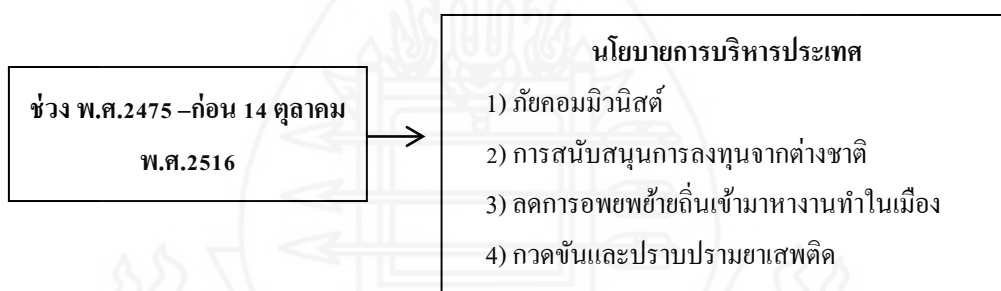 ช่วง พ.ศ.2475 –ก่อน 14 ตุลาคม
พ.ศ.2516
นโยบายการบริหารประเทศ
1) ภัยคอมมิวนิสต์
2) การสนับสนุนการลงทุนจากต่างชาติ
3) ลดการอพยพย้ายถิ่นเข้ามาหางานทำในเมือง
4) กวดขันและปราบปรามยาเสพติด